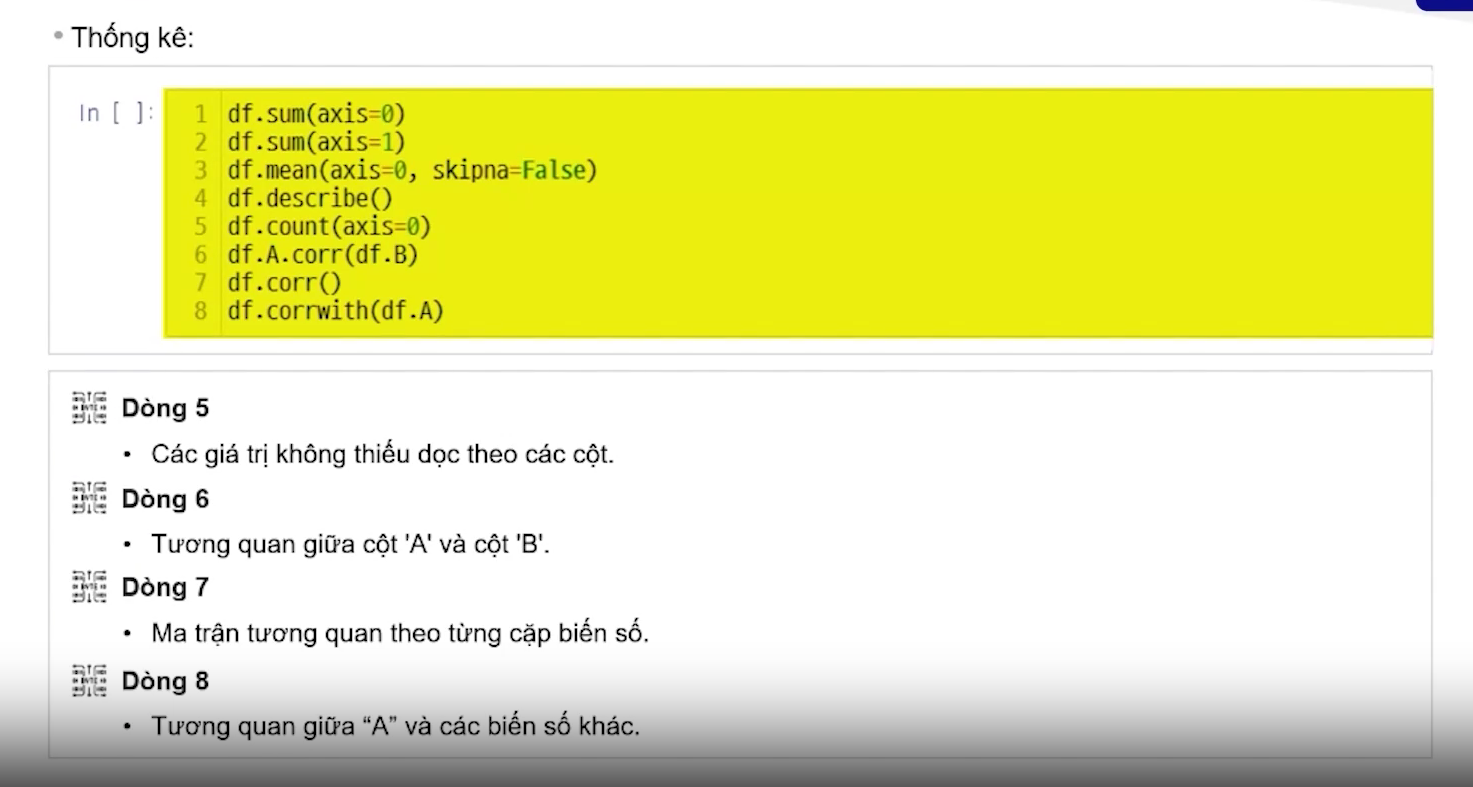 • Thống kê:
In [ ]:
1 df.sum(axis=0)
2 df.sum(axis=1)
3 df.mean(axis=0, skipna=False)
4 df.describe()
5 df.count(axis=0)
6 df.A.corr(df.B)
7 df.corr()
8 df.corrwith(df.A)
Dòng 5
• Các giá trị không thiếu dọc theo các cột.
Dòng 6
• Tương quan giữa cột 'A' và cột 'B'.
Dòng 7
• Ma trận tương quan theo từng cặp biến số.
Dòng 8
• Tương quan giữa “A” và các biến số khác.